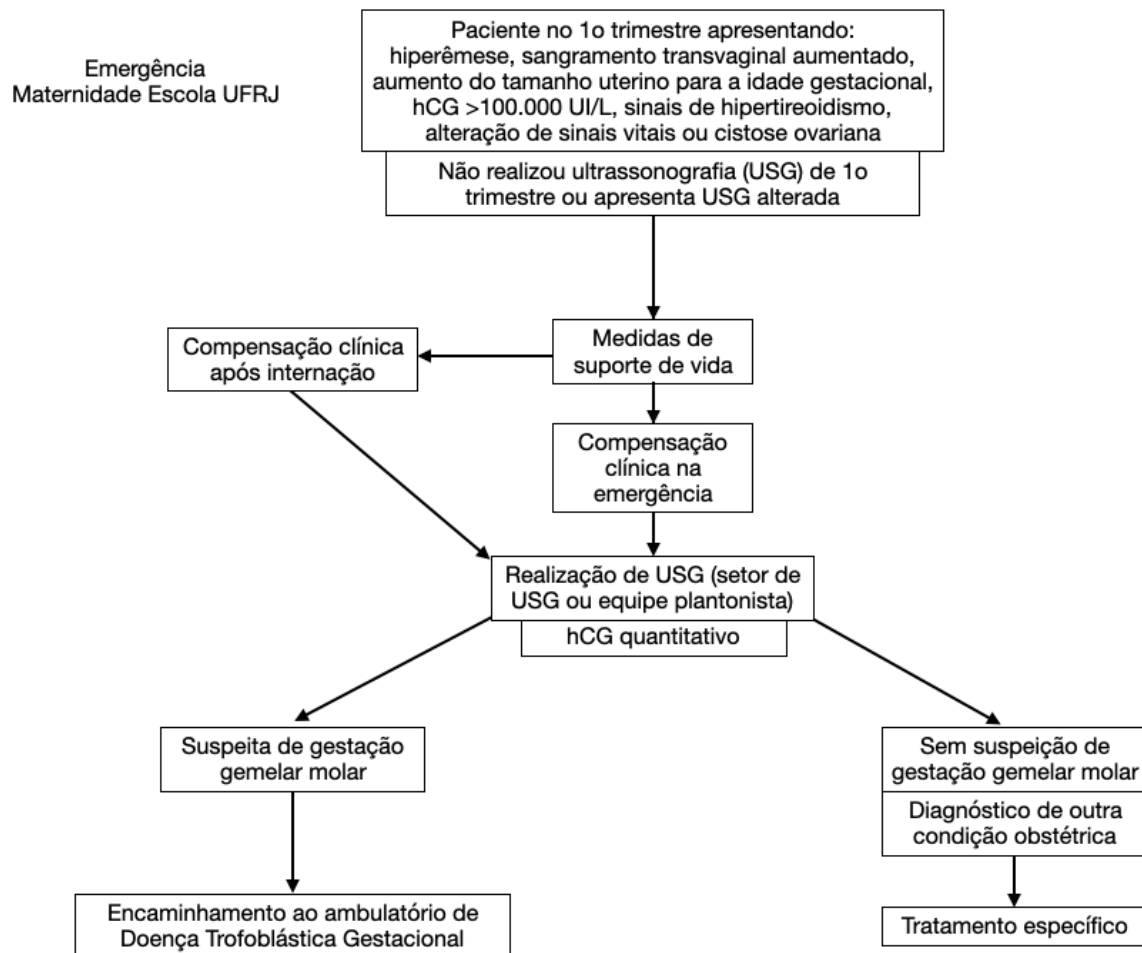 Emergência
Maternidade Escola UFRJ
Paciente no 1o trimestre apresentando:
hiperêmese, sangramento transvaginal aumentado,
aumento do tamanho uterino para a idade gestacional,
hCG >100.000 UI/L, sinais de hipertireoidismo,
alteração de sinais vitais ou cistose ovariana
Não realizou ultrassonografia (USG) de 1o
trimestre ou apresenta USG alterada
Medidas de
suporte de vida
Compensação clínica
após internação
Compensação
clínica na
emergência
Realização de USG (setor de
USG ou equipe plantonista)
hCG quantitativo
Suspeita de gestação
gemelar molar
Sem suspeição de
gestação gemelar molar
Diagnóstico de outra
condição obstétrica
Encaminhamento ao ambulatório de
Doença Trofoblástica Gestacional
Tratamento específico